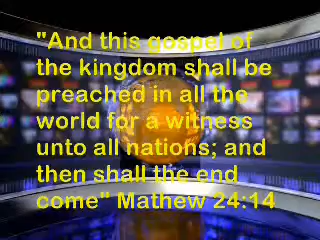 "And this gospel of
the kingdom shall be
preached in all the
world for a witness
unto all nations; and
then shall the end
come" Mathew 24:14